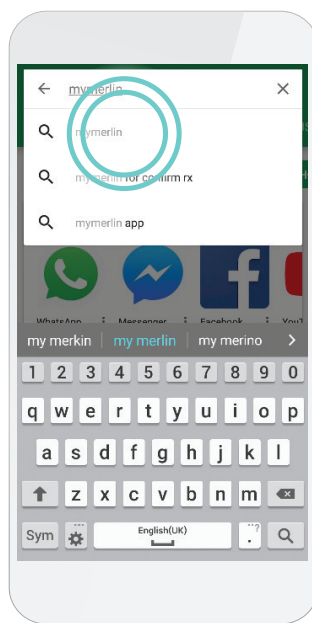 mymerlin
mymerlin
mymerlin for confirm rx
mymerlin app
WhatsApp Messenger Facebook
my merkin my merlin my merino
1 2 3 4 5 6 7 8 9 0
q w e r t y u i o p
a s d f g h j k l
z x c v b n m
Sym English(UK) . ...?